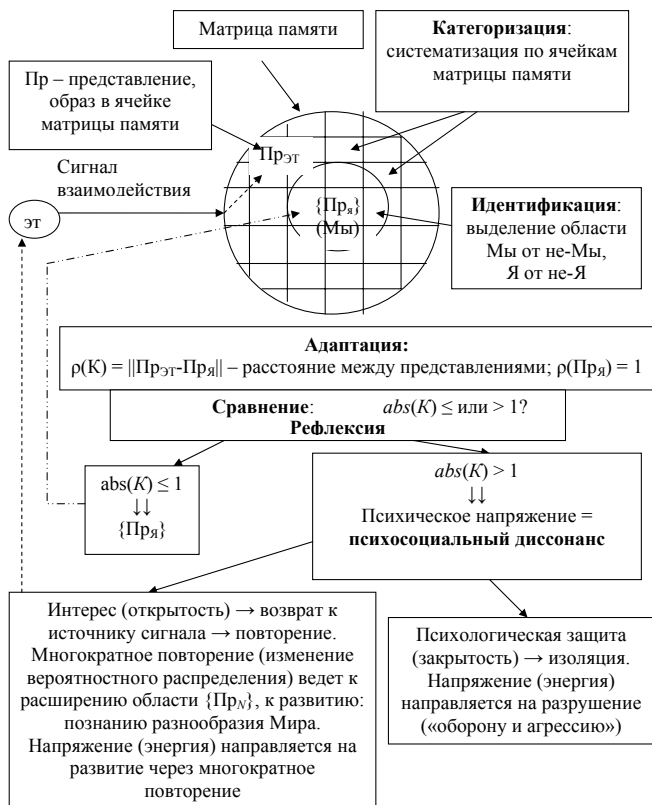 Матрица памяти
Категоризация:
систематизация по ячейкам
матрицы памяти
Пр – представление,
образ в ячейке
матрицы памяти
ПрЭТ
Сигнал
взаимодействия
эт
{Пря}
(Мы)
Идентификация:
выделение области
Мы от не-Мы,
Я от не-Я
Адаптация:
ρ(К) = ||ПрЭТ-ПрЯ|| – расстояние между представлениями; ρ(ПрЯ) = 1
Сравнение: abs(K) ≤ или > 1?
Рефлексия
abs(K) ≤ 1
↓↓
{ПрЯ}
abs(K) > 1
↓↓
Психическое напряжение =
психосоциальный диссонанс
Интерес (открытость) → возврат к
источнику сигнала → повторение.
Многократное повторение (изменение
вероятностного распределения) ведет к
расширению области {ПрN}, к развитию:
познанию разнообразия Мира.
Напряжение (энергия) направляется на
развитие через многократное
повторение
Психологическая защита
(закрытость) → изоляция.
Напряжение (энергия)
направляется на разрушение
(«оборону и агрессию»)